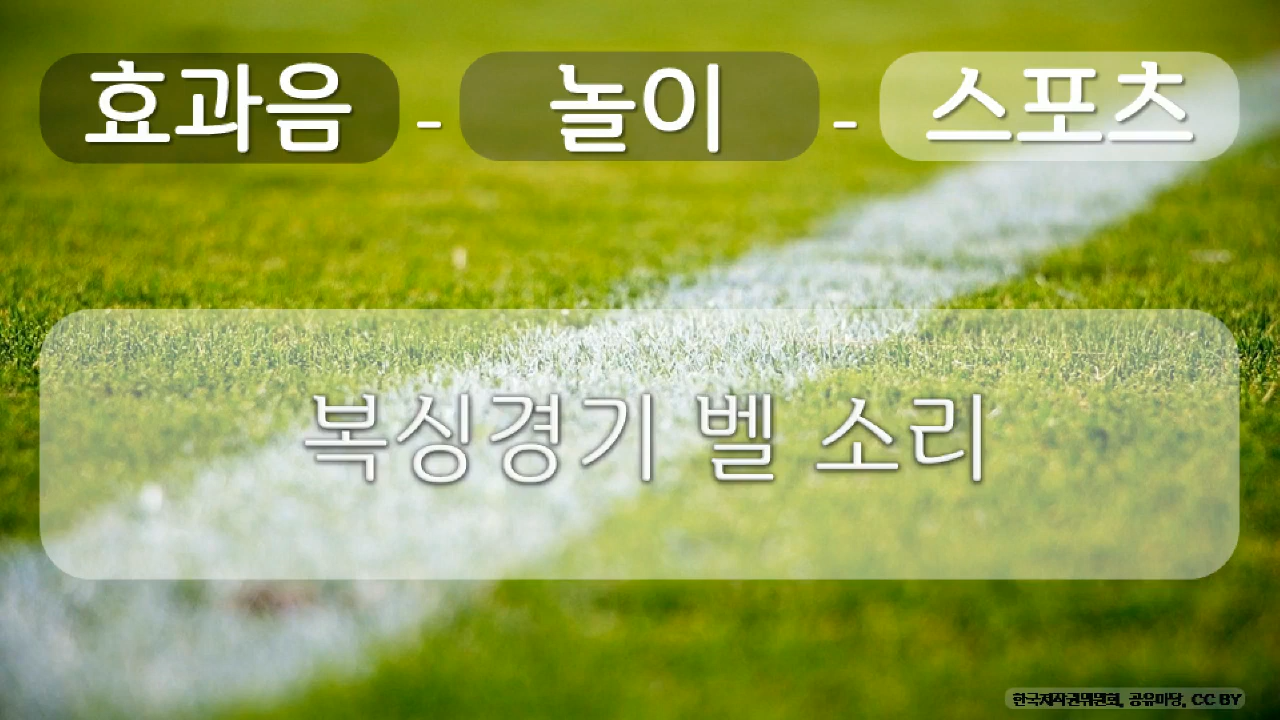 효과음 - 놀이 - 스포츠
복싱경기 벨 소리
한국저작권위원회, 공유마당, CC BY